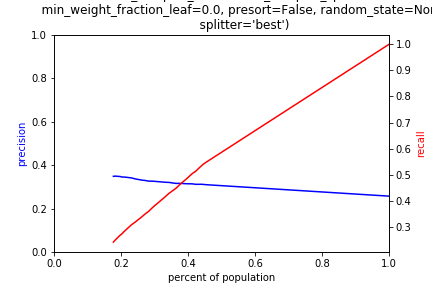 min_weight_fraction_leaf=0.0, presort=False, random_state=Nor
splitter='best')
1.0
0.8
0.6
0.4
0.2
0.0
precision
1.0
0.9
0.8
0.7
0.6
0.5
0.4
0.3
recall
0.0 0.2 0.4 0.6 0.8 1.0
percent of population